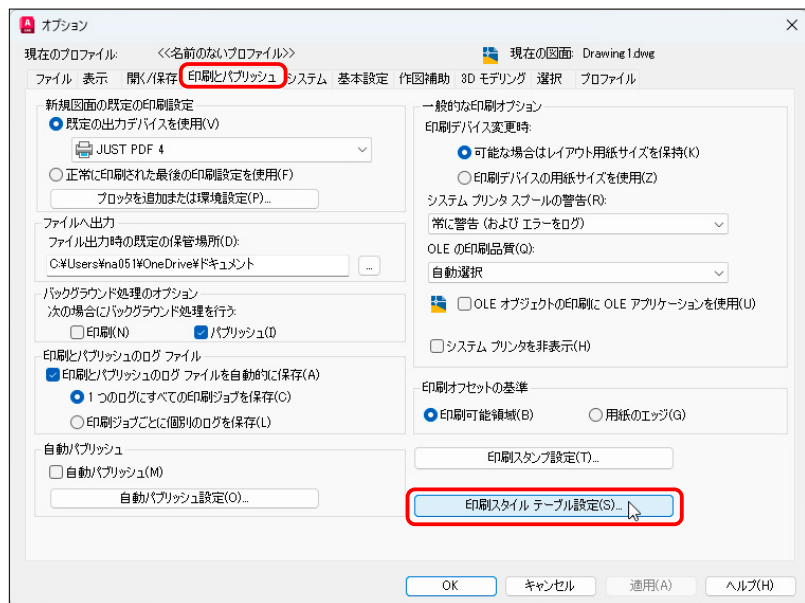 オプション
現在のプロファイル: <<名前のないプロファイル>> 現在の図面: Drawing1.dwg
ファイル 表示 開く/保存 印刷とパブリッシュ システム 基本設定 作図補助 3D モデリング 選択 プロファイル
新規図面の既定の印刷設定
既定の出力デバイスを使用(V)
JUST PDF 4
正常に印刷された最後の印刷設定を使用(F)
プロッタを追加または環境設定(P)...
ファイルへ出力
ファイル出力時の既定の保管場所(D):
C:¥Users¥na051¥OneDrive¥ドキュメント
...
バックグラウンド処理のオプション
次の場合にバックグラウンド処理を行う:
印刷(N) パブリッシュ(I)
印刷とパブリッシュのログ ファイル
印刷とパブリッシュのログ ファイルを自動的に保存(A)
1 つのログにすべての印刷ジョブを保存(C)
印刷ジョブごとに個別のログを保存(L)
自動パブリッシュ
自動パブリッシュ(M)
自動パブリッシュ設定(O)...
一般的な印刷オプション
印刷デバイス変更時:
可能な場合はレイアウト用紙サイズを保持(K)
印刷デバイスの用紙サイズを使用(Z)
システム プリンタ スプールの警告(R):
常に警告 (および エラーをログ)
OLE の印刷品質(Q):
自動選択
OLE オブジェクトの印刷に OLE アプリケーションを使用(U)
システム プリンタを非表示(H)
印刷オフセットの基準
印刷可能領域(B) 用紙のエッジ(G)
印刷スタンプ設定(T)...
印刷スタイル テーブル設定(S)...
OK キャンセル 適用(A) ヘルプ(H)